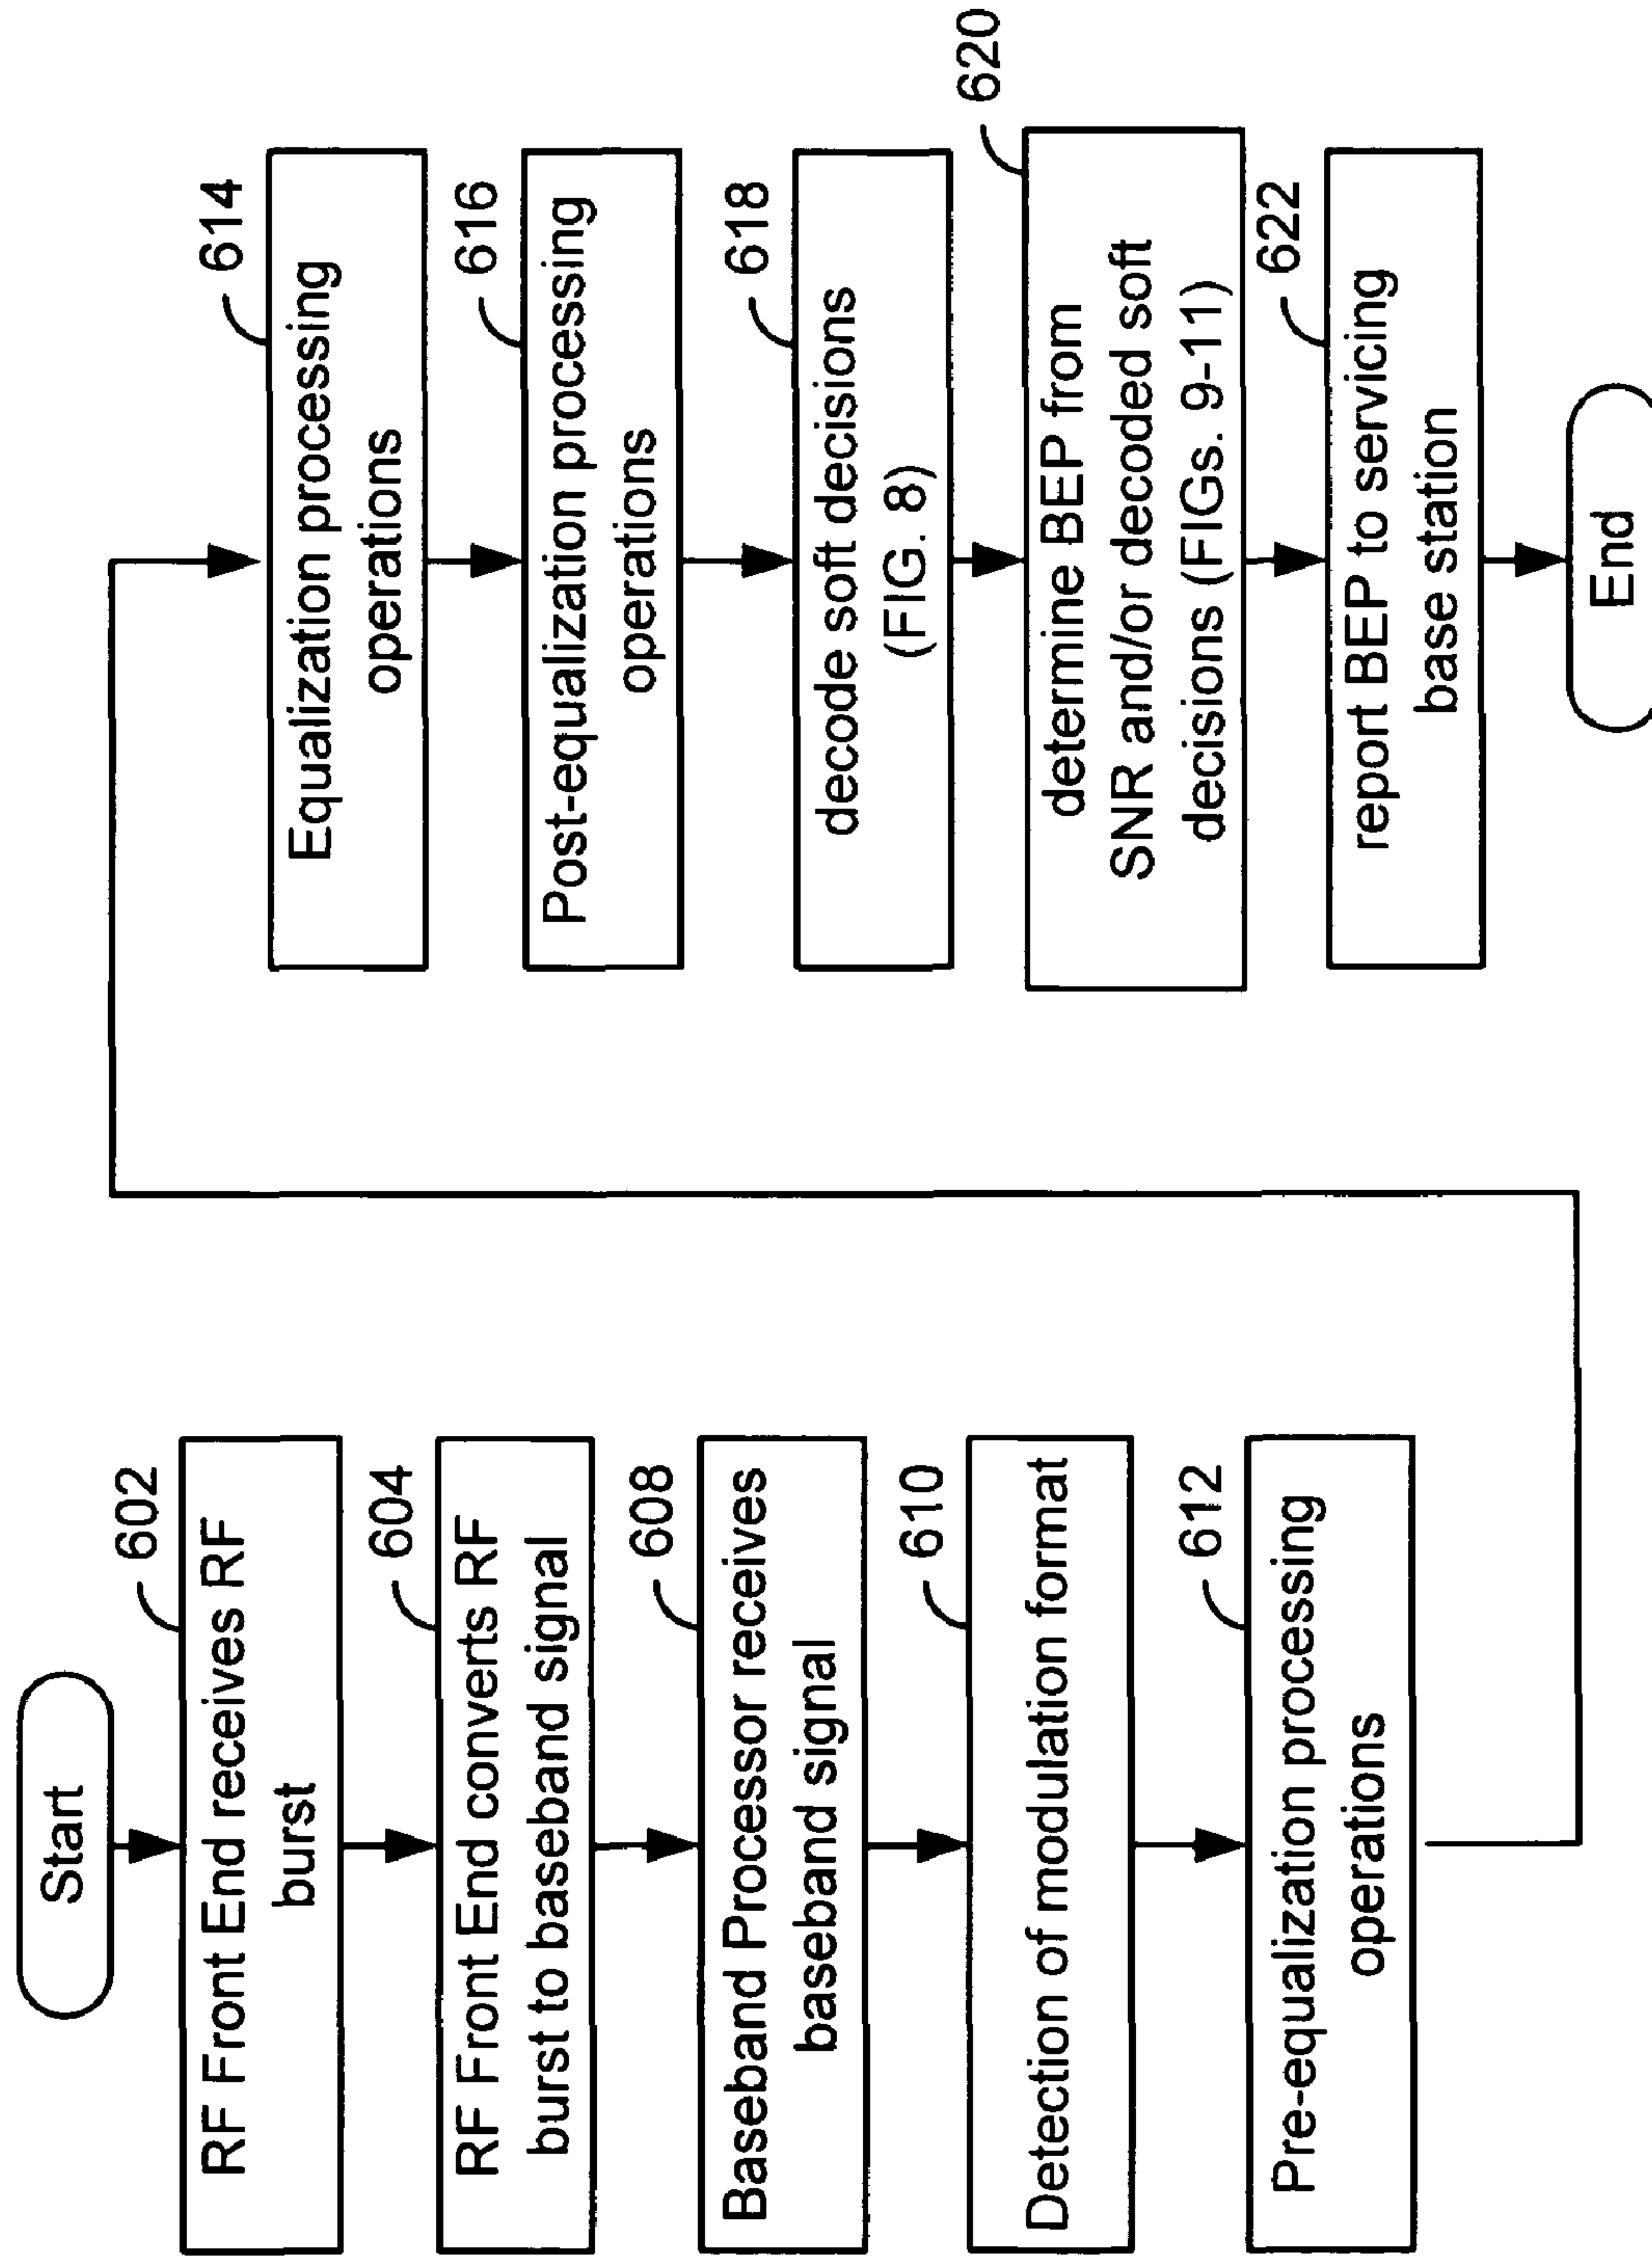 Start
602
RF Front End receives RF
burst
604
RF Front End converts RF
burst to baseband signal
608
Baseband Processor receives
baseband signal
610
Detection of modulation format
612
Pre-equalization processing
operations
614
Equalization processing
operations
616
Post-equalization processing
operations
618
decode soft decisions
(FIG. 8)
620
determine BEP from
SNR and/or decoded soft
decisions (FIGs. 9-11)
622
report BEP to servicing
base station
End